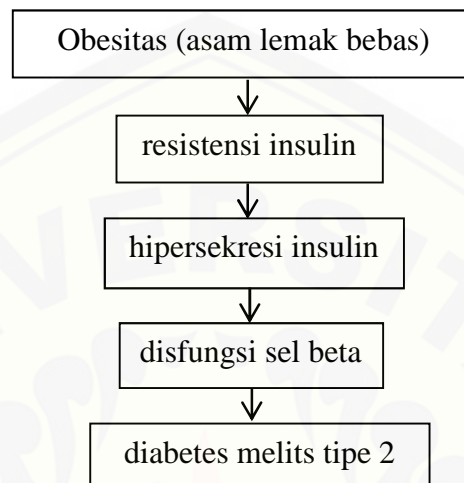 Obesitas (asam lemak bebas)
resistensi insulin
hipersekresi insulin
disfungsi sel beta
diabetes melits tipe 2